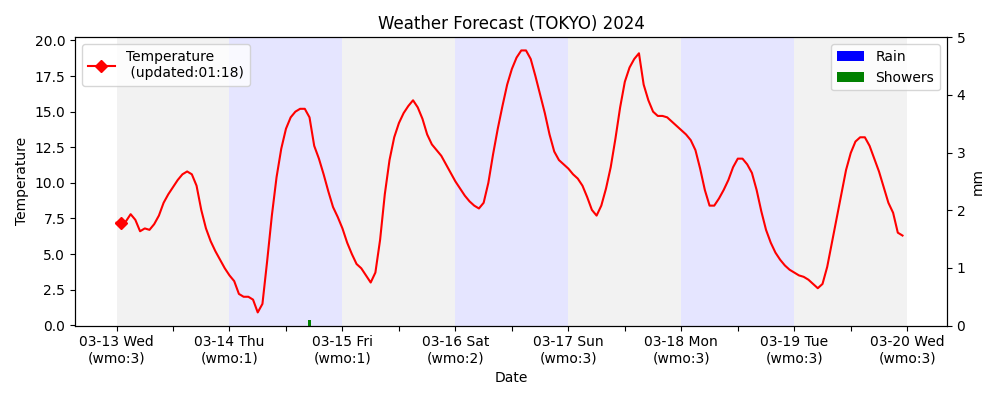 Weather Forecast (TOKYO) 2024
Temperature
(updated:01:18)
Rain
Showers
20.0
17.5
15.0
12.5
10.0
7.5
5.0
2.5
0.0
Temperature
5
4
3
2
1
0
mm
03-13 Wed
(wmo:3)
03-14 Thu
(wmo:1)
03-15 Fri
(wmo:1)
03-16 Sat
(wmo:2)
03-17 Sun
(wmo:3)
03-18 Mon
(wmo:3)
03-19 Tue
(wmo:3)
03-20 Wed
(wmo:3)
Date